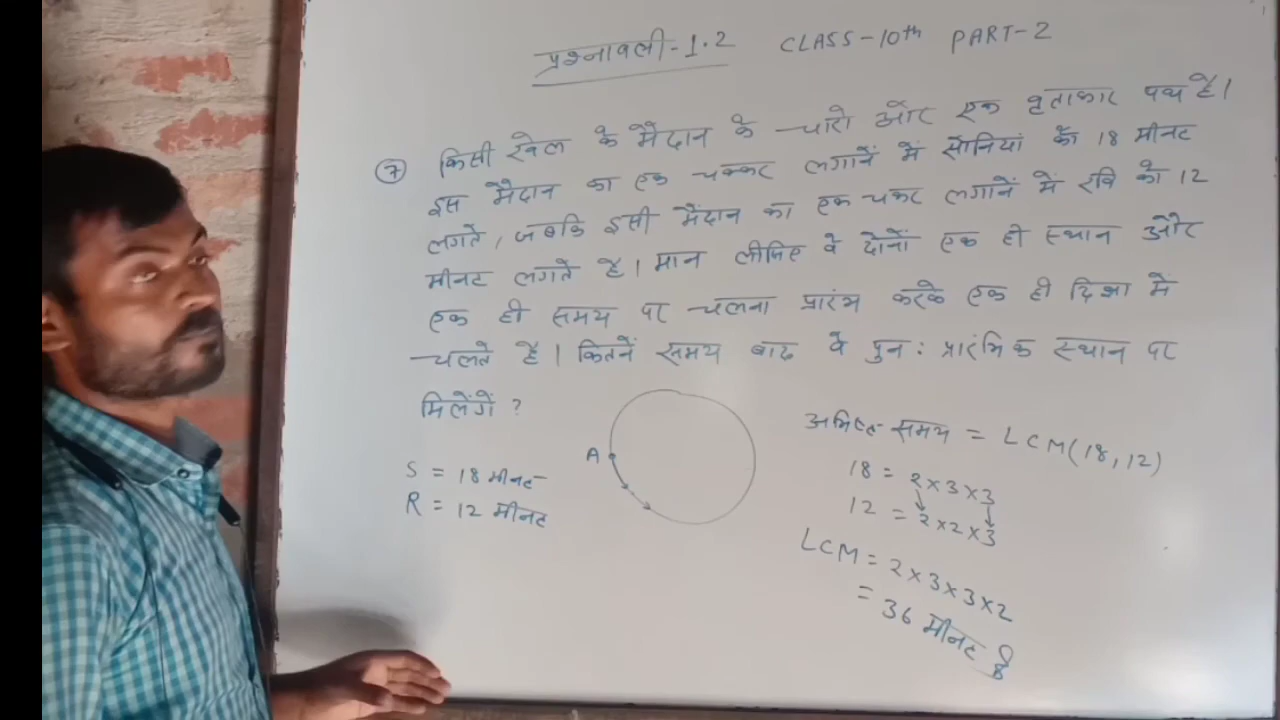 प्रश्नावली-1.2 CLASS-10th PART-2
⑦ किसी खेल के मैदान के चारो ओर एक वृताकार पथ है।
इस मैदान का एक चक्कर लगानें में सोनियां को 18 मीनट
लगते, जबकि इसी मैदान का एक चकर लगानें में रवि को 12
मीनट लगते है। मान लीजिए वे दोनों एक ही स्थान और
एक ही समय पर चलना प्रारंभ करके एक ही दिशा में
चलते है। कितनें समय बाद वे पुन: प्रारंभिक स्थान पर
मिलेंगें ?
S = 18 मीनट
R = 12 मीनट
A
समय = LCM(18,12)
18 = 2×3×3
12 = 2×2×3
LCM = 2×3×3×2
= 36 मीनट है